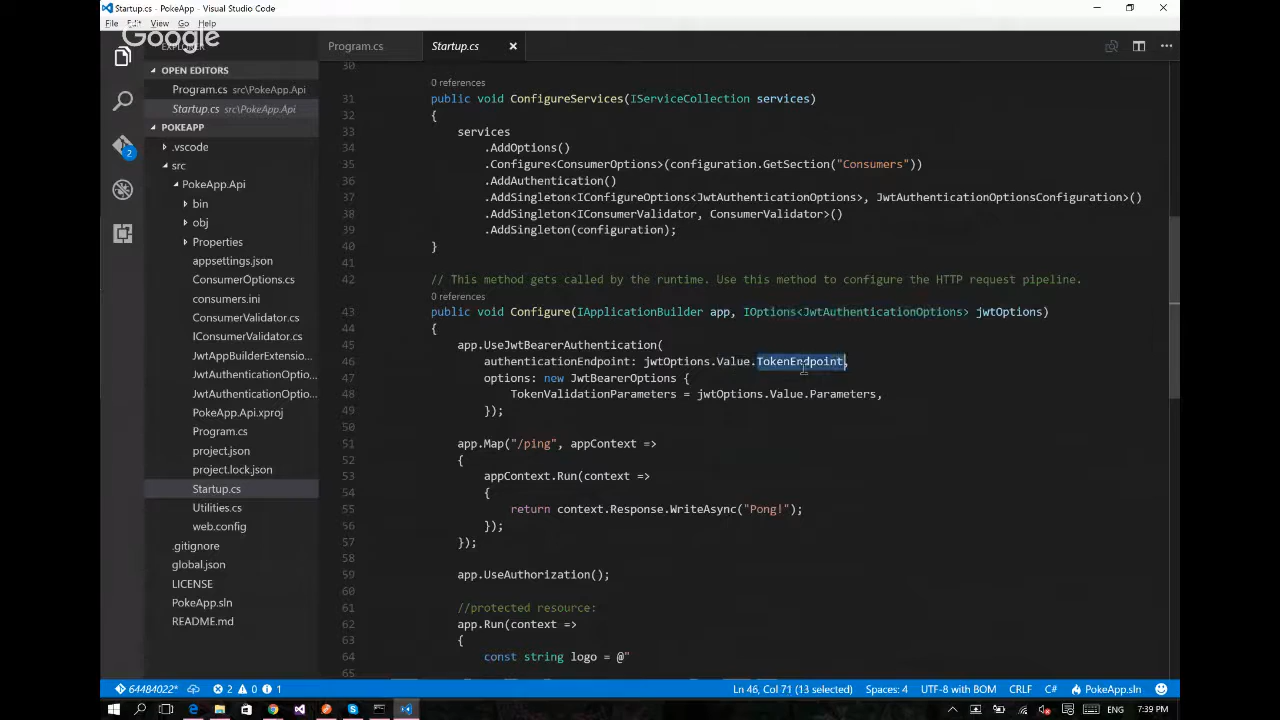 Startup.cs - PokeApp - Visual Studio Code
File Edit View Go Help
Google
EXPLORER
Program.cs
Startup.cs
OPEN EDITORS
Program.cs src\PokeApp.Api
Startup.cs src\PokeApp.Api
POKEAPP
.vscode
src
PokeApp.Api
bin
obj
Properties
appsettings.json
ConsumerOptions.cs
consumers.ini
ConsumerValidator.cs
IConsumerValidator.cs
JwtAppBuilderExtensio...
JwtAuthenticationOptio...
JwtAuthenticationOptio...
PokeApp.Api.xproj
Program.cs
project.json
project.lock.json
Startup.cs
Utilities.cs
web.config
.gitignore
global.json
LICENSE
PokeApp.sln
README.md
30
0 references
31 public void ConfigureServices(IServiceCollection services)
32 {
33 services
34 .AddOptions()
35 .Configure<ConsumerOptions>(configuration.GetSection("Consumers"))
36 .AddAuthentication()
37 .AddSingleton<IConfigureOptions<JwtAuthenticationOptions>, JwtAuthenticationOptionsConfiguration>()
38 .AddSingleton<IConsumerValidator, ConsumerValidator>()
39 .AddSingleton(configuration);
40 }
41
42 // This method gets called by the runtime. Use this method to configure the HTTP request pipeline.
0 references
43 public void Configure(IApplicationBuilder app, IOptions<JwtAuthenticationOptions> jwtOptions)
44 {
45 app.UseJwtBearerAuthentication(
46 authenticationEndpoint: jwtOptions.Value.TokenEndpoint,
47 options: new JwtBearerOptions {
48 TokenValidationParameters = jwtOptions.Value.Parameters,
49 });
50
51 app.Map("/ping", appContext =>
52 {
53 appContext.Run(context =>
54 {
55 return context.Response.WriteAsync("Pong!");
56 });
57 });
58
59 app.UseAuthorization();
60
61 //protected resource:
62 app.Run(context =>
63 {
64 const string logo = @"
65
64484022* 2 0 1
Ln 46, Col 71 (13 selected) Spaces: 4 UTF-8 with BOM CRLF C# PokeApp.sln
2
ENG 7:39 PM